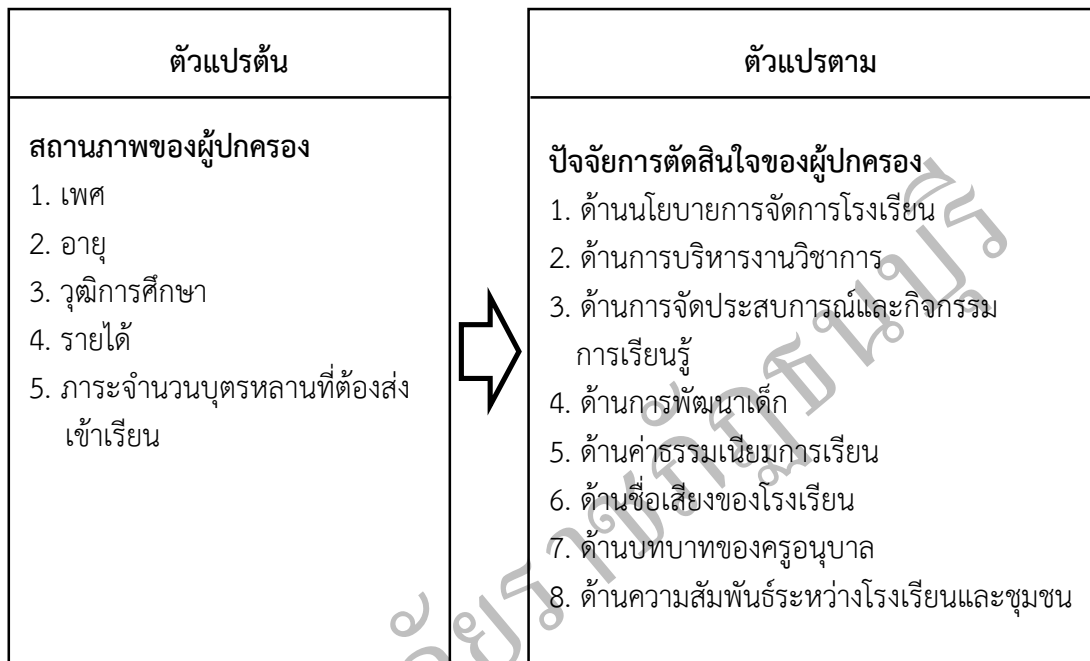 ตัวแปรต้น
สถานภาพของผู้ปกครอง
1. เพศ
2. อายุ
3. วุฒิการศึกษา
4. รายได้
5. ภาระจำนวนบุตรหลานที่ต้องส่ง
เข้าเรียน
ตัวแปรตาม
ปัจจัยการตัดสินใจของผู้ปกครอง
1. ด้านนโยบายการจัดการโรงเรียน
2. ด้านการบริหารงานวิชาการ
3. ด้านการจัดประสบการณ์และกิจกรรม
การเรียนรู้
4. ด้านการพัฒนาเด็ก
5. ด้านค่าธรรมเนียมการเรียน
6. ด้านชื่อเสียงของโรงเรียน
7. ด้านบทบาทของครูอนุบาล
8. ด้านความสัมพันธ์ระหว่างโรงเรียนและชุมชน
ยราชภัฏธนบุรี